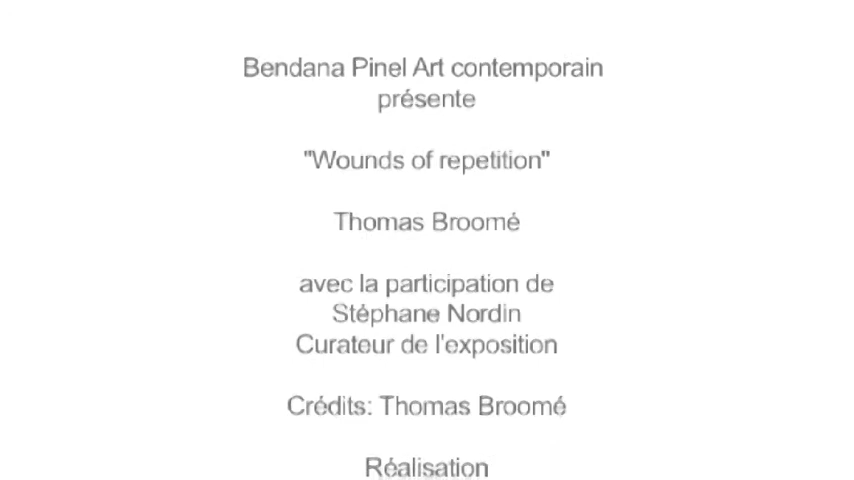 Bendana Pinel Art contemporain
présente
"Wounds of repetition"
Thomas Broomé
avec la participation de
Stéphane Nordin
Curateur de l'exposition
Crédits: Thomas Broomé
Réalisation